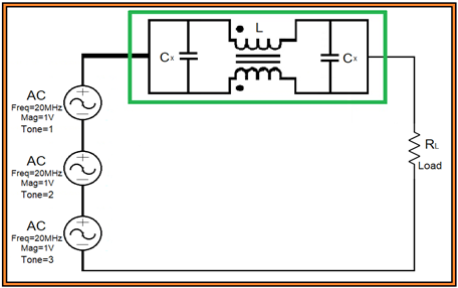 L
Cx
Cx
AC
Freq=20MHz
Mag=1V
Tone=1
AC
Freq=20MHz
Mag=1V
Tone=2
AC
Freq=20MHz
Mag=1V
Tone=3
RL
Load